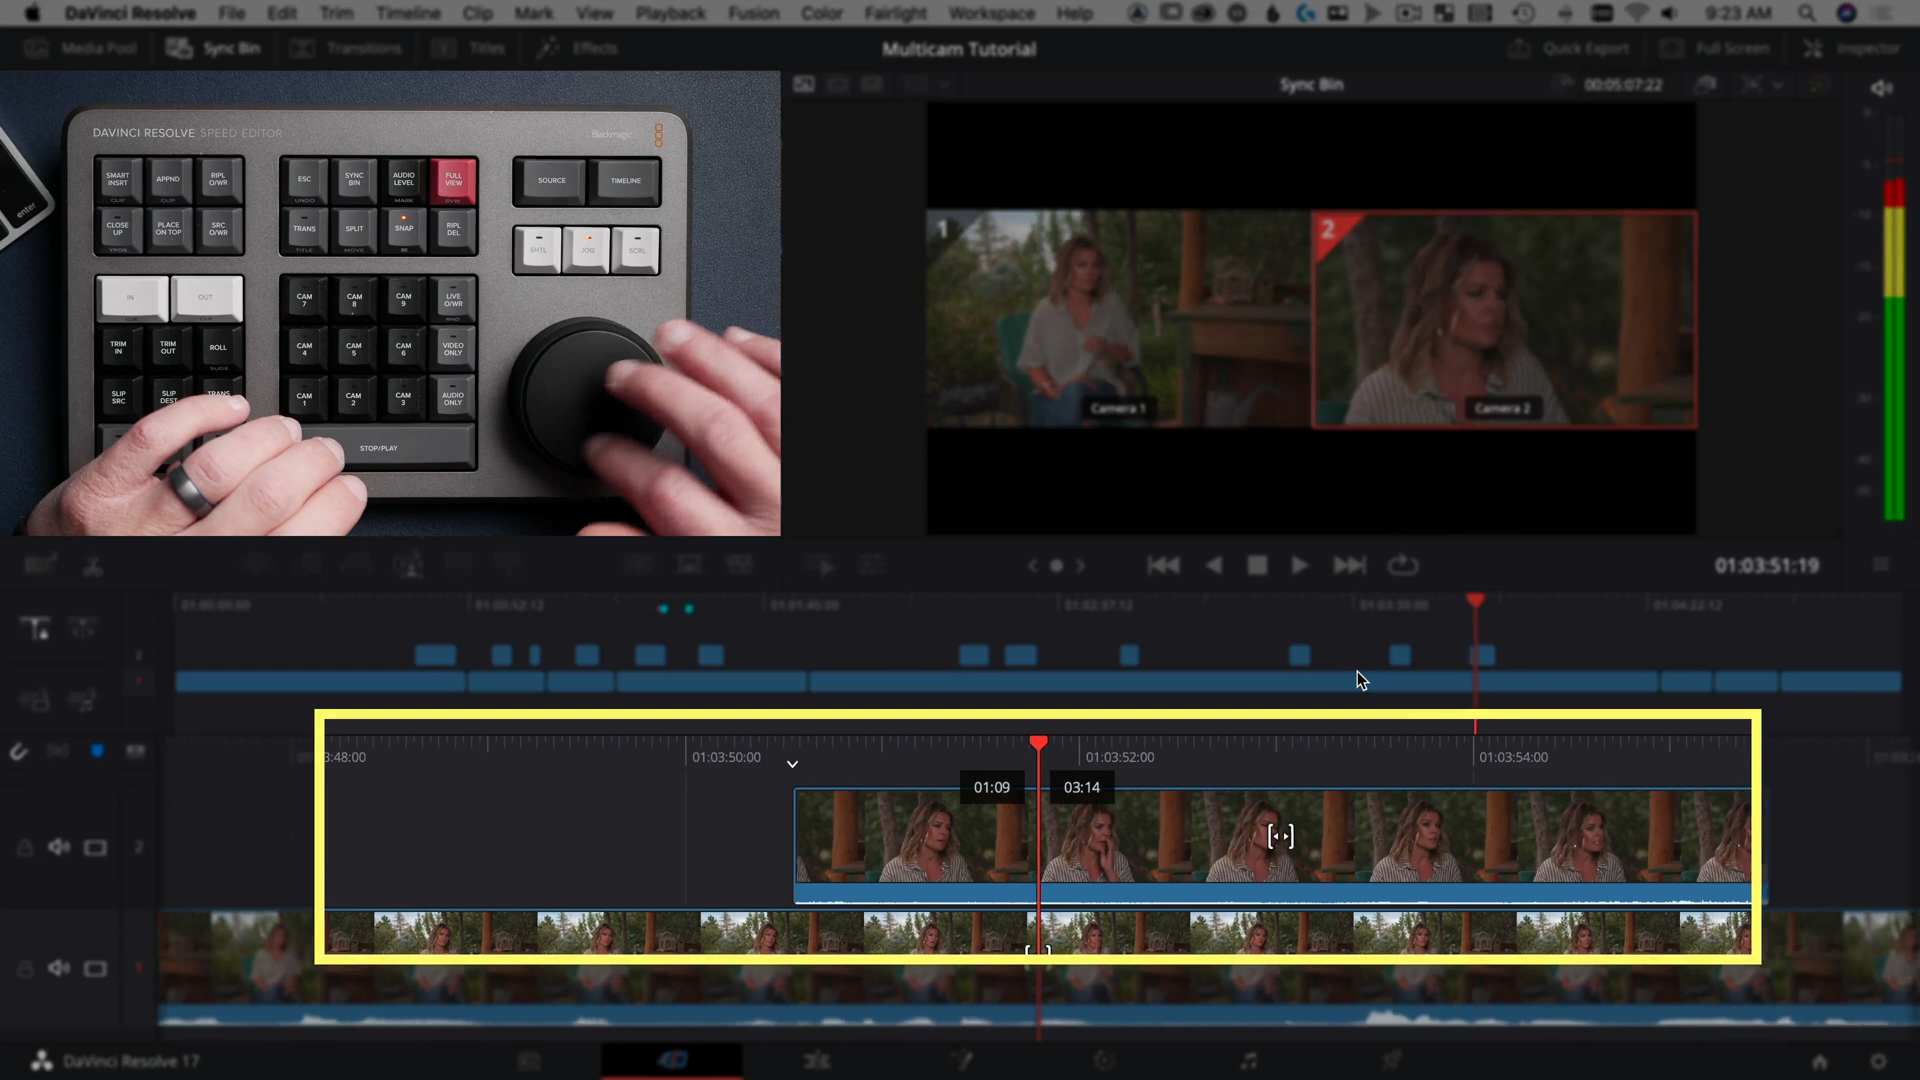 DaVinci Resolve File Edit Trim Timeline Clip Mark View Playback Fusion Color Fairlight Workspace Help 9:23 AM
Media Pool Sync Bin Transitions Titles Effects Multicam Tutorial Quick Export Full Screen Inspector
Sync Bin 00:05:07:22
DAVINCI RESOLVE SPEED EDITOR Blackmagic
SMART INSRT APPND RIPL O/WR ESC SYNC BIN AUDIO LEVEL FULL VIEW SOURCE TIMELINE
CLIP CLIP UNDO MARK RVW
CLOSE UP PLACE ON TOP SRC O/WR TRANS SPLIT SNAP RIPL DEL
YPOS TITLE MOVE
SHTL JOG SCRL
IN OUT CAM 7 CAM 8 CAM 9 LIVE O/WR
RND
TRIM IN TRIM OUT ROLL CAM 4 CAM 5 CAM 6 VIDEO ONLY
SLIDE
SLIP SRC SLIP DEST TRANS CAM 1 CAM 2 CAM 3 AUDIO ONLY
STOP/PLAY
enter
1 2
Camera 1 Camera 2
01:03:51:19
01:00:00:00 01:00:52:12 01:01:45:00 01:02:37:12 01:03:30:00 01:04:22:12
2
1
3:48:00 01:03:50:00 01:03:52:00 01:03:54:00
01:09 03:14
2
1
DaVinci Resolve 17